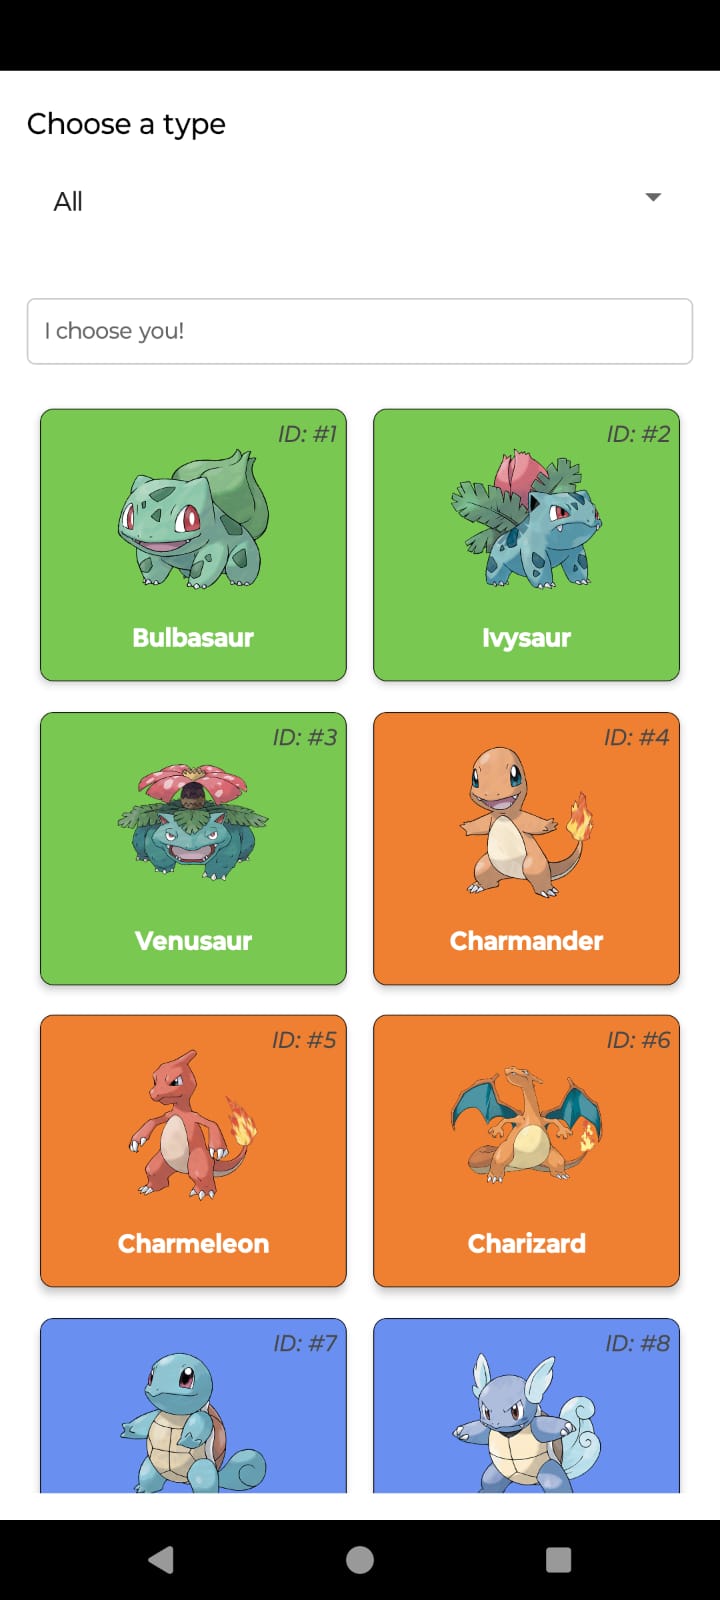 Choose a type
All
I choose you!
ID: #1
Bulbasaur
ID: #2
Ivysaur
ID: #3
Venusaur
ID: #4
Charmander
ID: #5
Charmeleon
ID: #6
Charizard
ID: #7
ID: #8